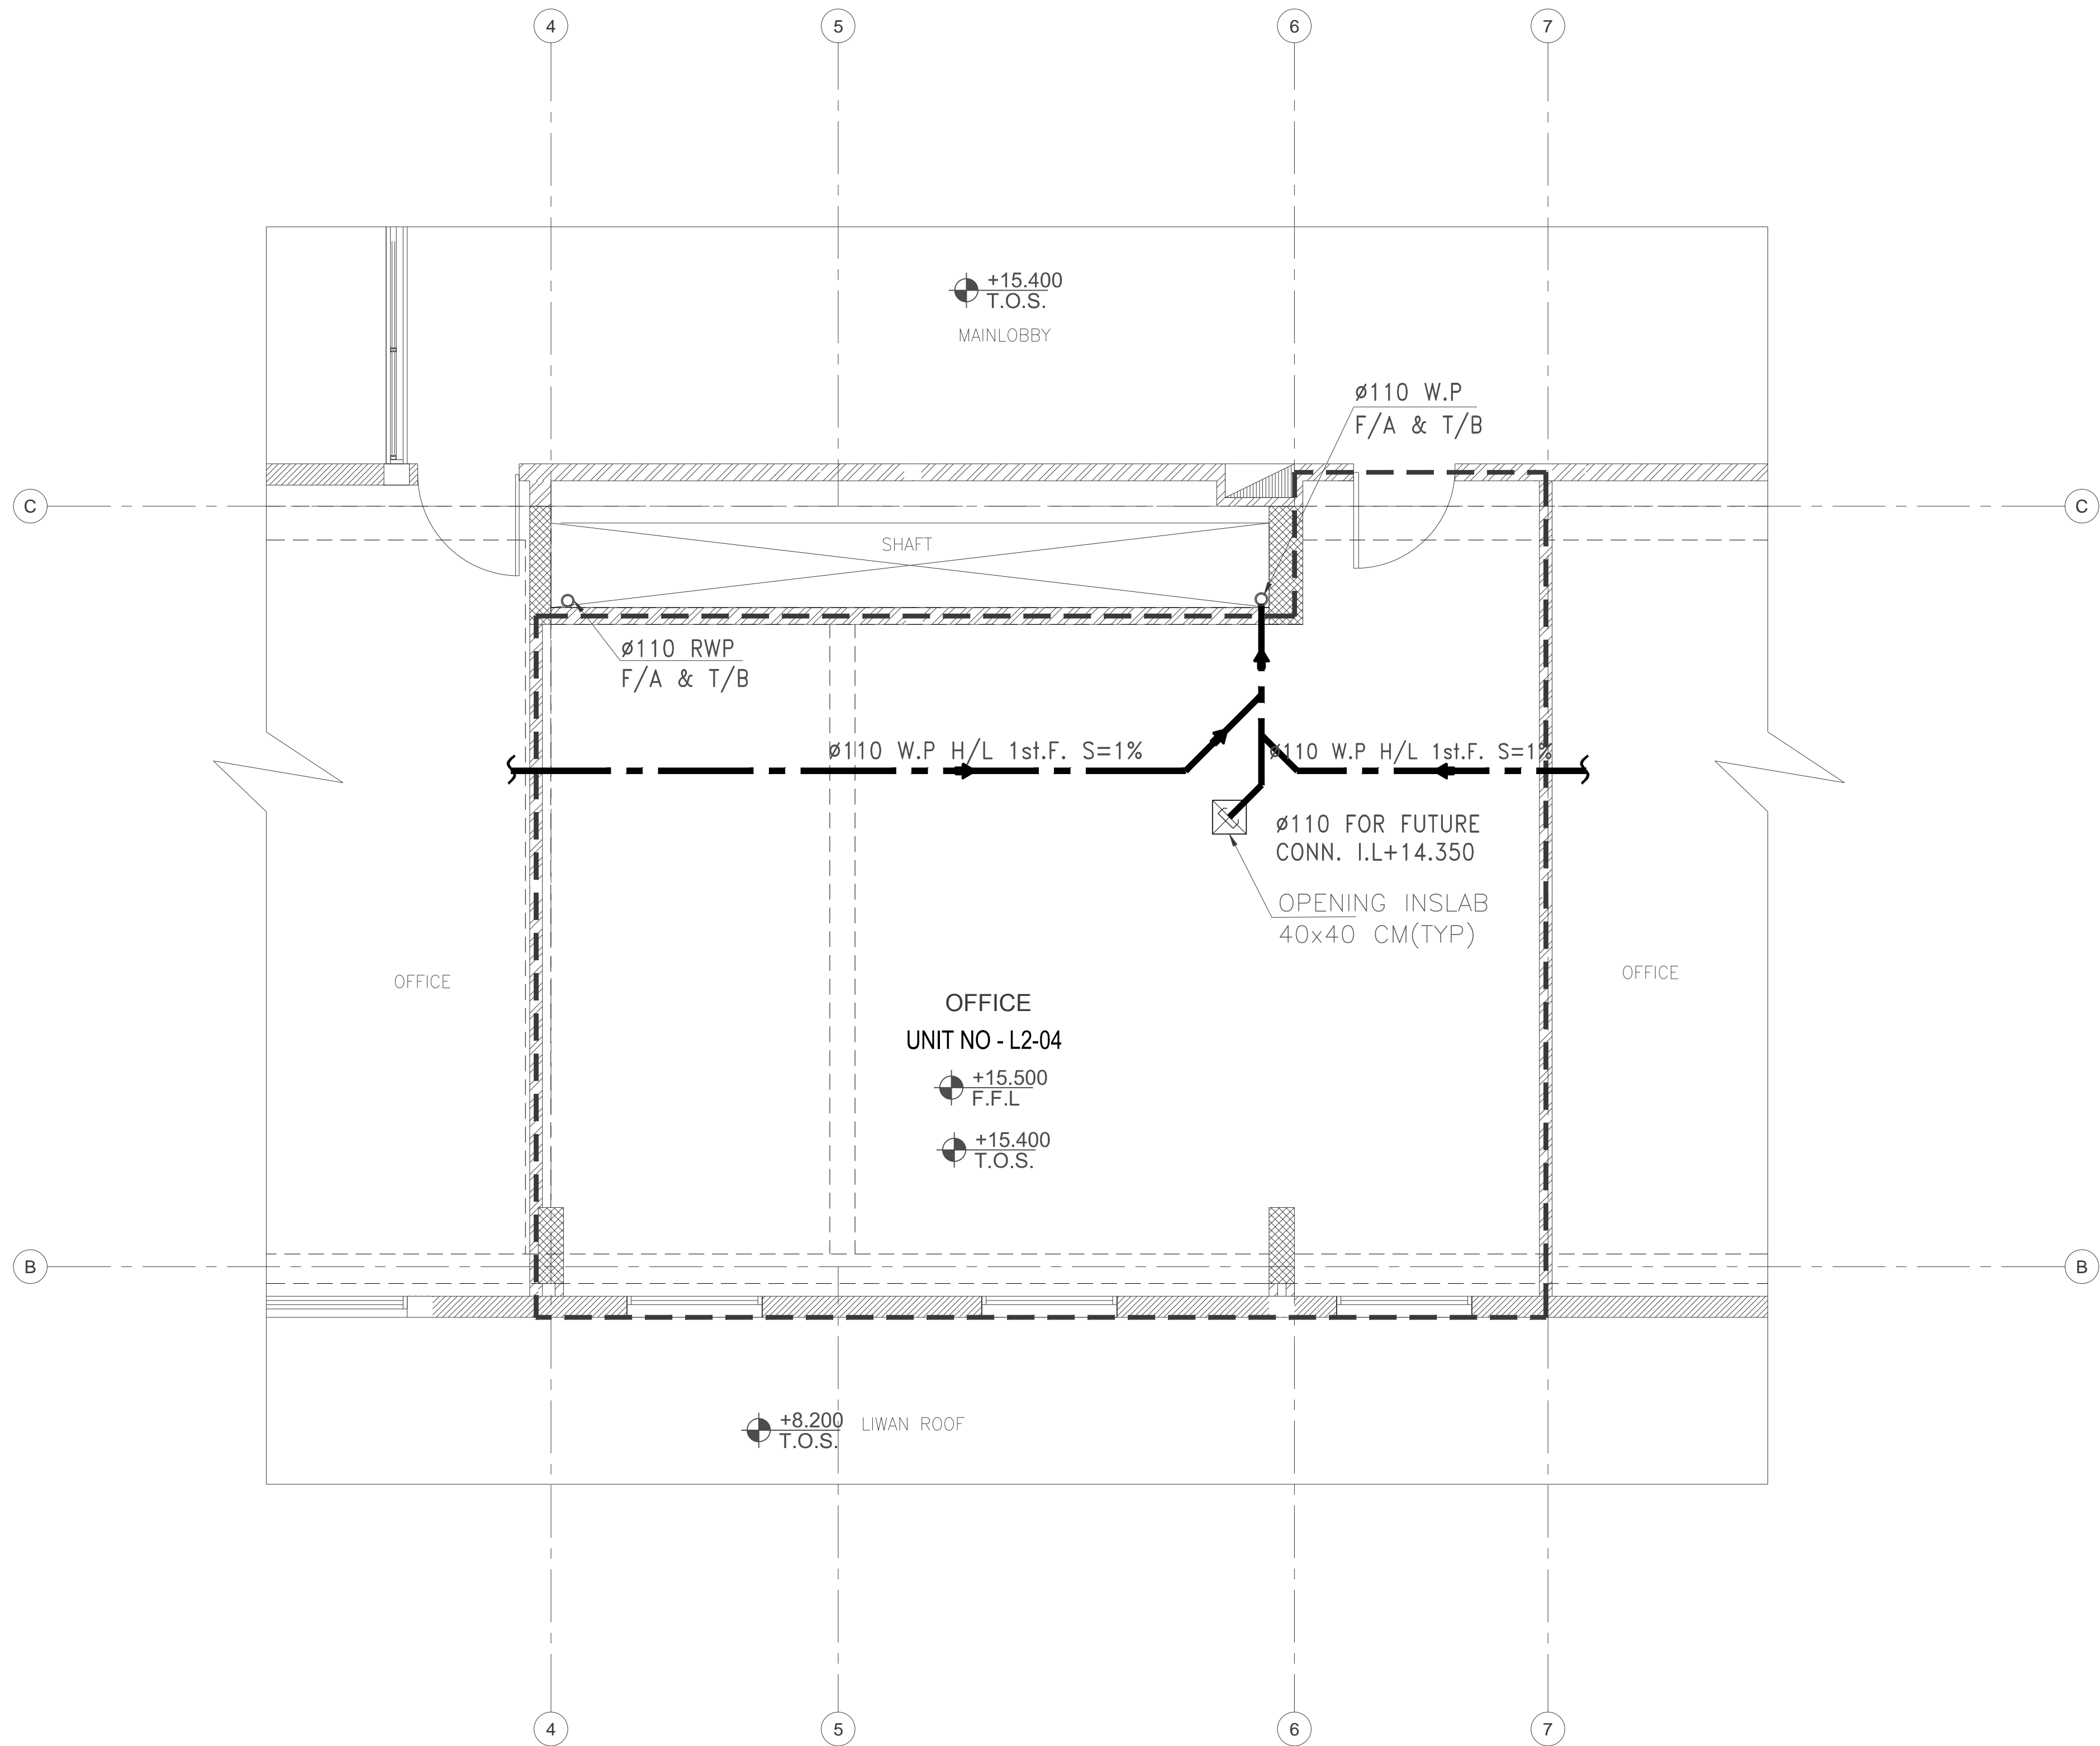 4
5
6
7
+15.400
T.O.S.
MAINLOBBY
ø110 W.P
F/A & T/B
C
C
SHAFT
ø110 RWP
F/A & T/B
ø110 W.P H/L 1st.F. S=1%
ø110 W.P H/L 1st.F. S=1%
ø110 FOR FUTURE
CONN. I.L+14.350
OPENING INSLAB
40x40 CM(TYP)
OFFICE
OFFICE
OFFICE
UNIT NO - L2-04
+15.500
F.F.L
+15.400
T.O.S.
B
B
+8.200
T.O.S.
LIWAN ROOF
4
5
6
7